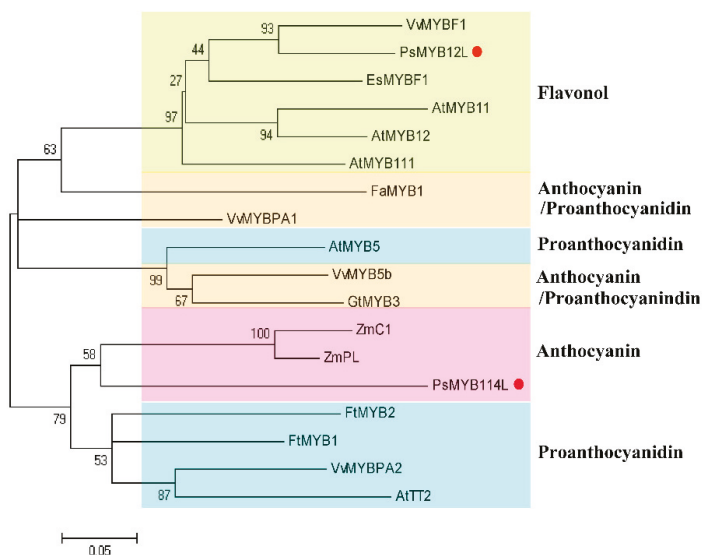 VvMYBF1
93
PsMYB12L
44
EsMYBF1
Flavonol
27
AtMYB11
97
94
AtMYB12
63
AtMYB111
FaMYB1
Anthocyanin
/Proanthocyanidin
VvMYBPA1
AtMYB5
Proanthocyanidin
99
VvMYB5b
Anthocyanin
/Proanthocyanindin
67
GtMYB3
100
ZmC1
58
ZmPL
Anthocyanin
PsMYB114L
79
FtMYB2
FtMYB1
Proanthocyanidin
53
VvMYBPA2
87
AtTT2
0.05